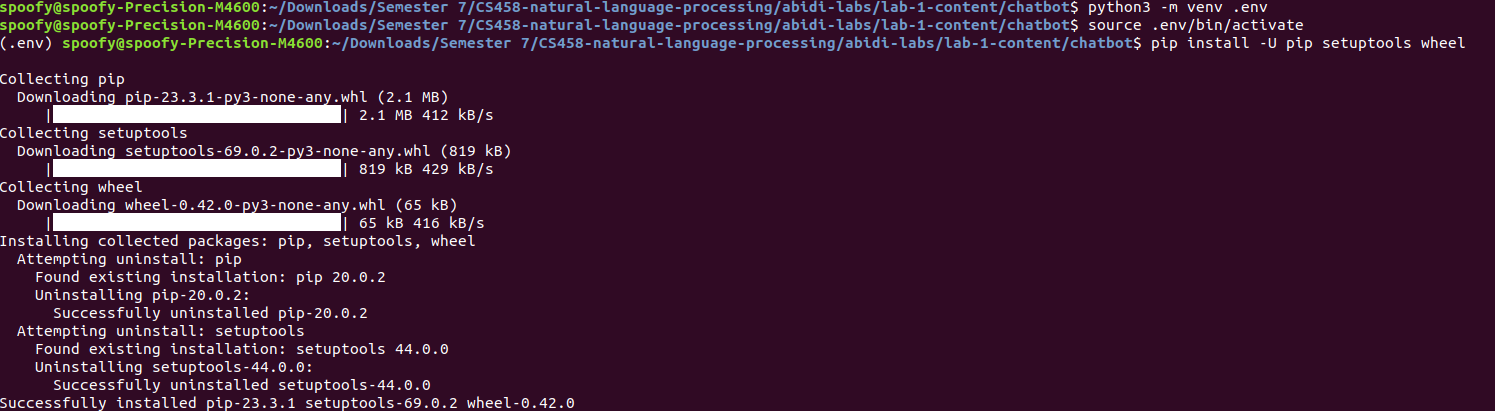 spoofy@spoofy-Precision-M4600:~/Downloads/Semester 7/CS458-natural-language-processing/abidi-labs/lab-1-content/chatbot$ python3 -m venv .env
spoofy@spoofy-Precision-M4600:~/Downloads/Semester 7/CS458-natural-language-processing/abidi-labs/lab-1-content/chatbot$ source .env/bin/activate
(.env) spoofy@spoofy-Precision-M4600:~/Downloads/Semester 7/CS458-natural-language-processing/abidi-labs/lab-1-content/chatbot$ pip install -U pip setuptools wheel
Collecting pip
  Downloading pip-23.3.1-py3-none-any.whl (2.1 MB)
     |████████████████████████████████| 2.1 MB 412 kB/s
Collecting setuptools
  Downloading setuptools-69.0.2-py3-none-any.whl (819 kB)
     |████████████████████████████████| 819 kB 429 kB/s
Collecting wheel
  Downloading wheel-0.42.0-py3-none-any.whl (65 kB)
     |████████████████████████████████| 65 kB 416 kB/s
Installing collected packages: pip, setuptools, wheel
  Attempting uninstall: pip
    Found existing installation: pip 20.0.2
    Uninstalling pip-20.0.2:
      Successfully uninstalled pip-20.0.2
  Attempting uninstall: setuptools
    Found existing installation: setuptools 44.0.0
    Uninstalling setuptools-44.0.0:
      Successfully uninstalled setuptools-44.0.0
Successfully installed pip-23.3.1 setuptools-69.0.2 wheel-0.42.0